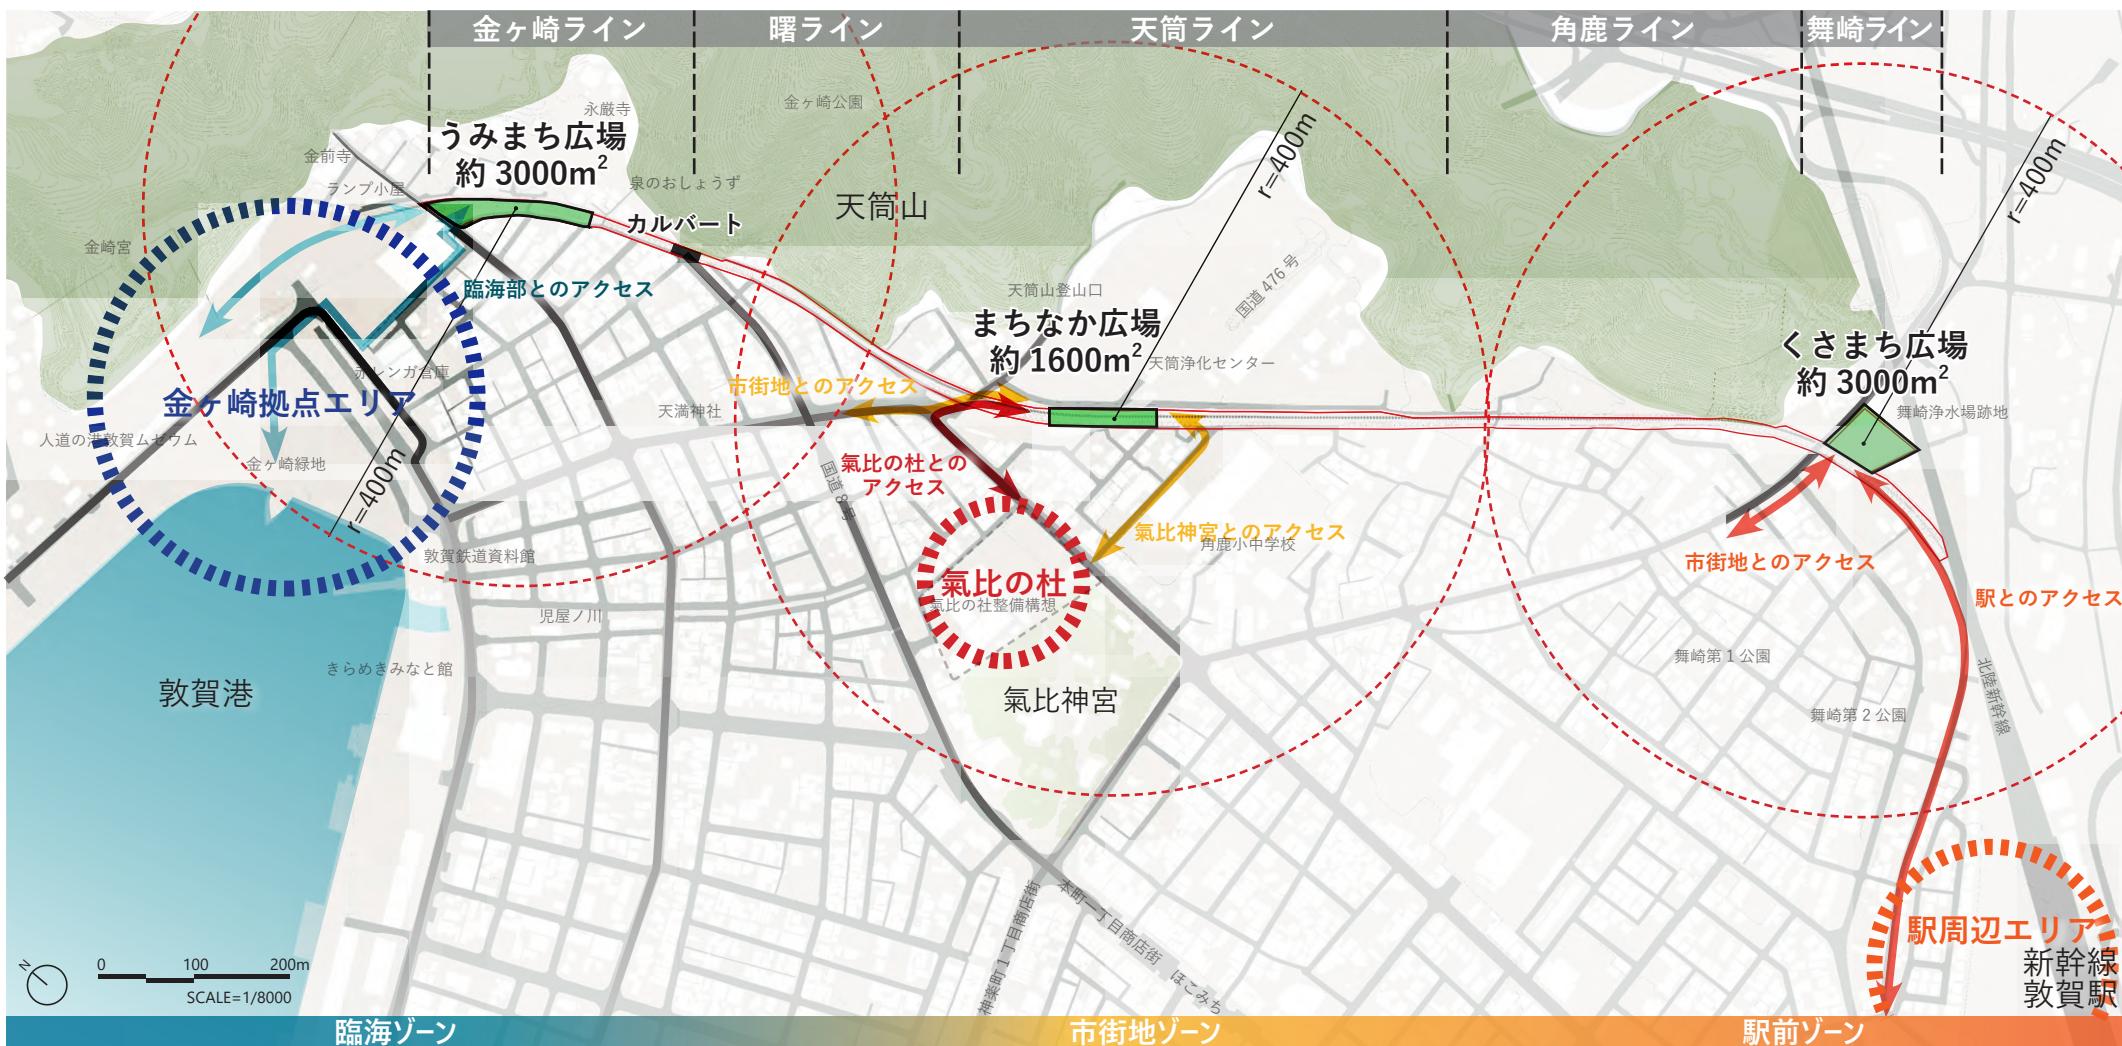 金ヶ崎ライン
曙ライン
天筒ライン
角鹿ライン
舞崎ライン
永厳寺
金ヶ崎公園
うみまち広場
約 3000m²
金前寺
ランプ小屋
泉のおしょうず
天筒山
カルバート
金崎宮
臨海部とのアクセス
r=400m
r=400m
r=400m
国道 476 号
天筒山登山口
まちなか広場
約 1600m²
天筒浄化センター
くさまち広場
約 3000m²
舞崎浄水場跡地
赤レンガ倉庫
金ヶ崎拠点エリア
市街地とのアクセス
天満神社
人道の港敦賀ムゼウム
金ヶ崎緑地
氣比の杜との
アクセス
国道 8 号
氣比神宮とのアクセス
角鹿小中学校
敦賀鉄道資料館
市街地とのアクセス
駅とのアクセス
氣比の杜
氣比の杜整備構想
児屋ノ川
きらめきみなと館
敦賀港
氣比神宮
舞崎第 1 公園
舞崎第 2 公園
北陸新幹線
神楽町 1 丁目商店街
本町一丁目商店街
ほこみち
駅周辺エリア
新幹線
敦賀駅
N
0 100 200m
SCALE=1/8000
臨海ゾーン
市街地ゾーン
駅前ゾーン